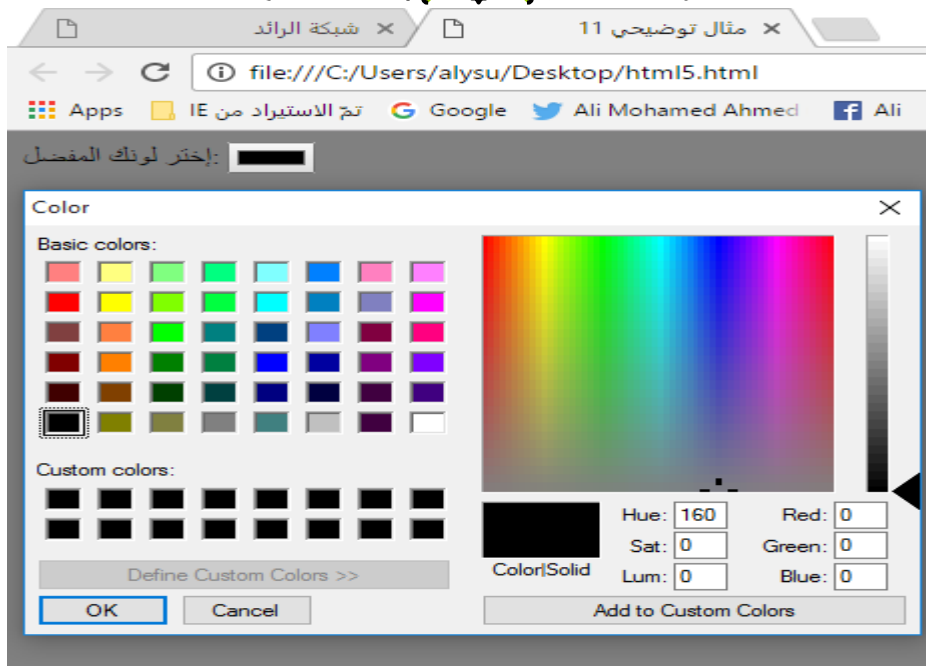 شبكة الرائد
مثال توضيحي 11
file:///C:/Users/alysu/Desktop/html5.html
Apps تمّ الاستيراد من IE Google Ali Mohamed Ahmed Ali
إختر لونك المفضل:
Color
Basic colors:
Custom colors:
Define Custom Colors >>
OK Cancel
Color|Solid
Hue: 160 Red: 0
Sat: 0 Green: 0
Lum: 0 Blue: 0
Add to Custom Colors